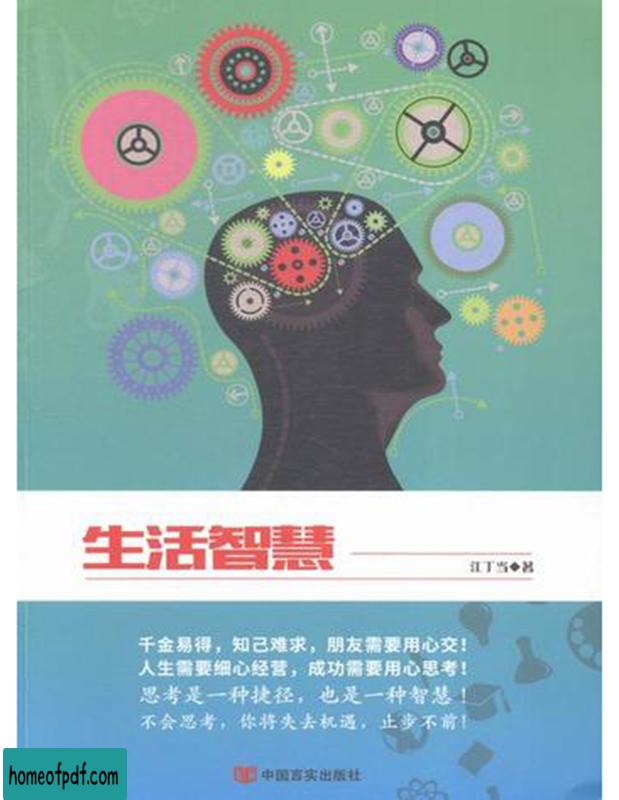 生活智慧
江丁当◆著
千金易得，知己难求，朋友需要用心交！
人生需要细心经营，成功需要用心思考！
思考是一种捷径，也是一种智慧！
不会思考，你将失去机遇，止步不前！
中国言实出版社
homeofpdf.com